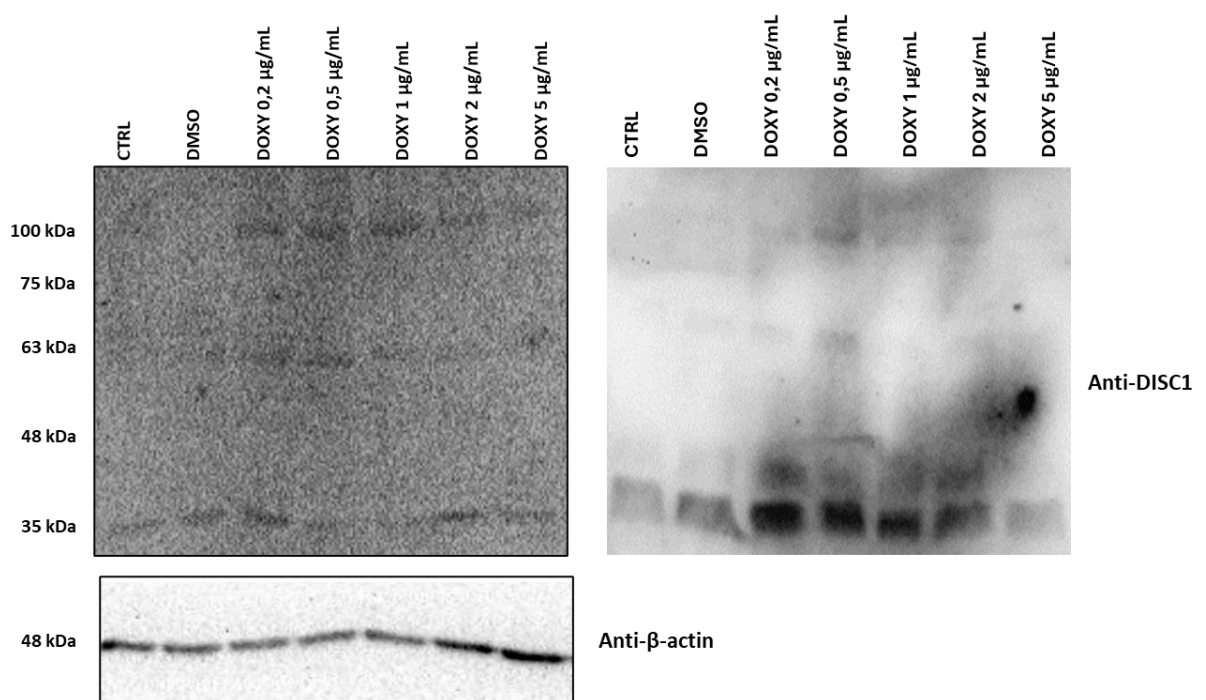 CTRL
DMSO
DOXY 0,2 µg/mL
DOXY 0,5 µg/mL
DOXY 1 µg/mL
DOXY 2 µg/mL
DOXY 5 µg/mL
CTRL
DMSO
DOXY 0,2 µg/mL
DOXY 0,5 µg/mL
DOXY 1 µg/mL
DOXY 2 µg/mL
DOXY 5 µg/mL
100 kDa
75 kDa
63 kDa
48 kDa
35 kDa
Anti-DISC1
48 kDa
Anti-β-actin